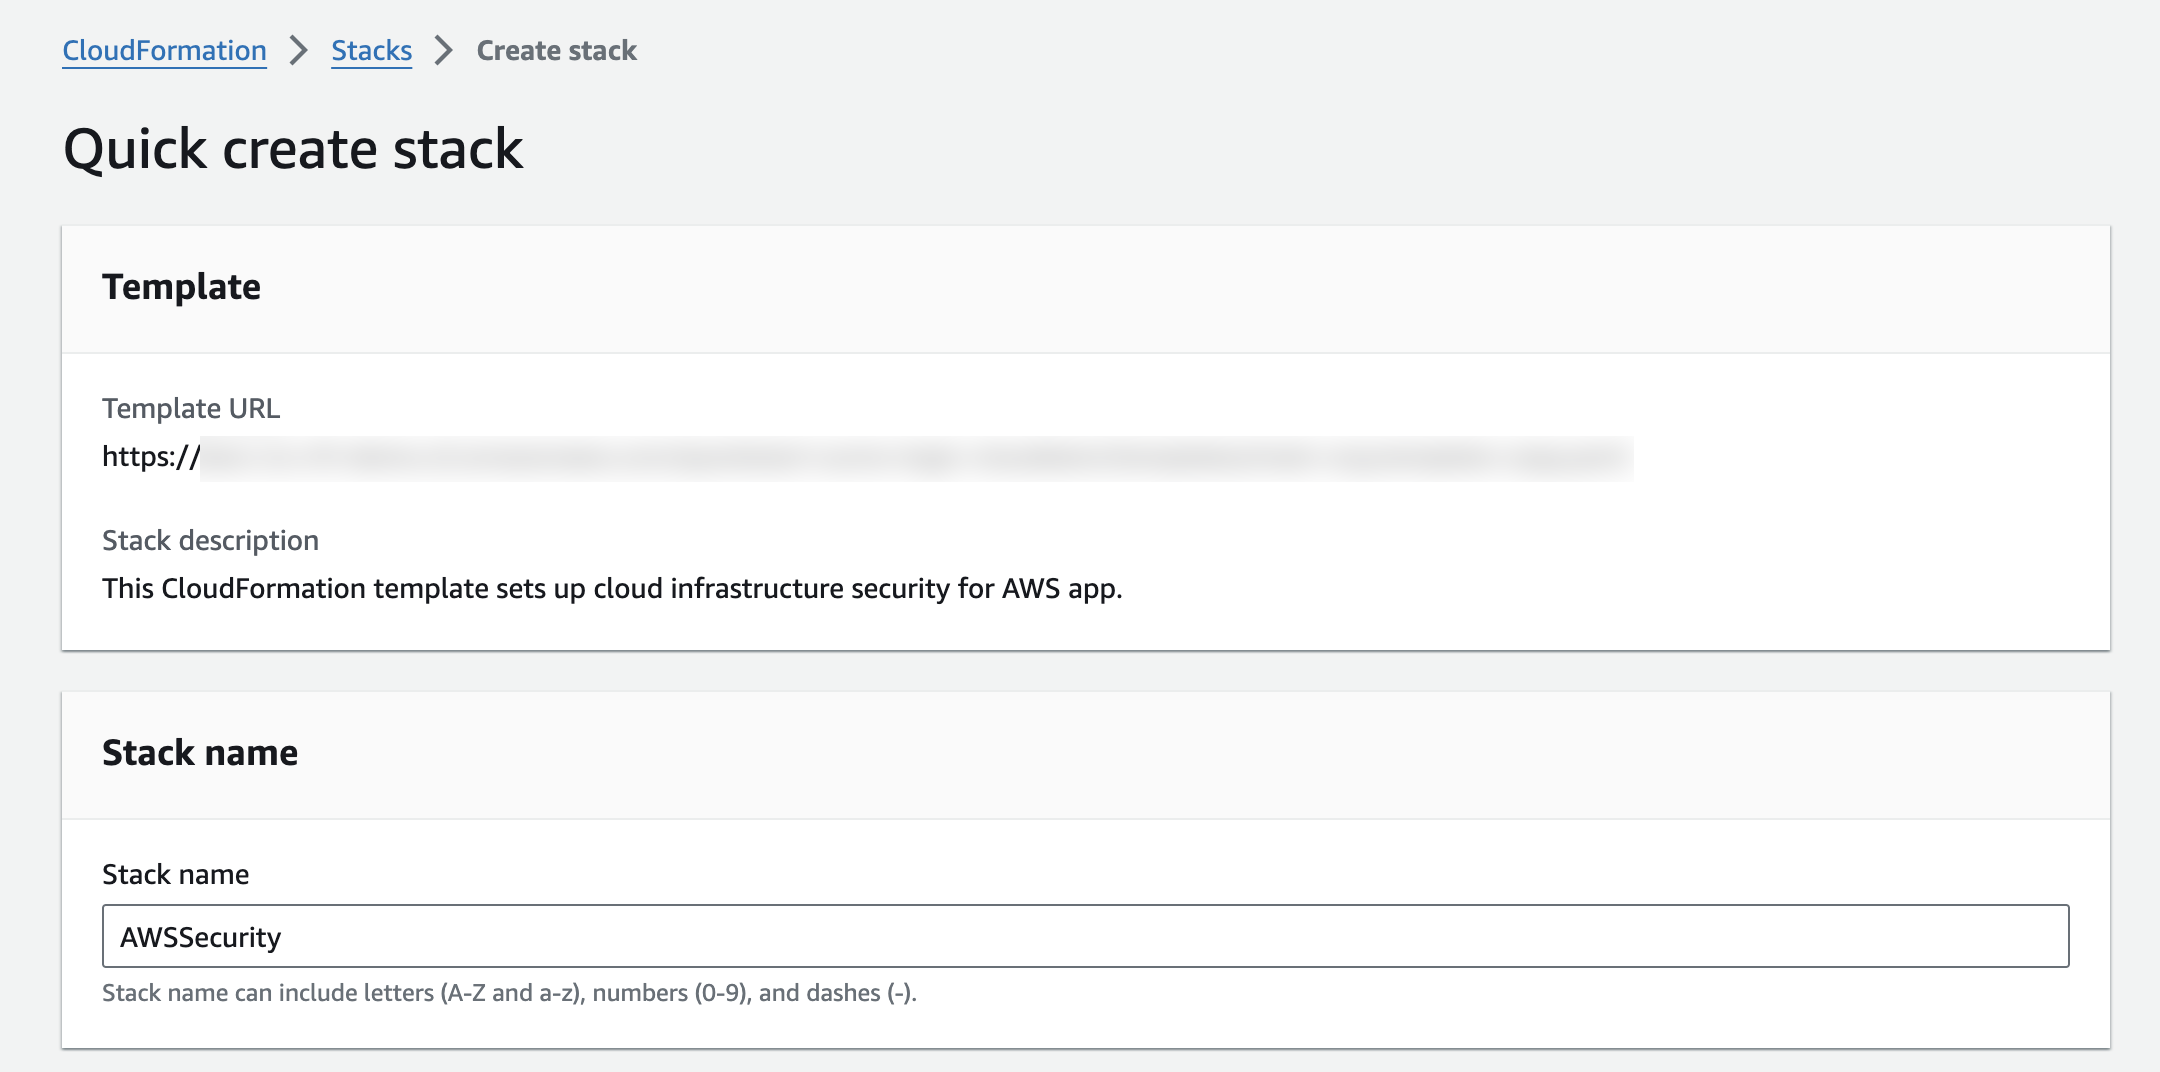 CloudFormation > Stacks > Create stack
Quick create stack
Template
Template URL
https://
Stack description
This CloudFormation template sets up cloud infrastructure security for AWS app.
Stack name
Stack name
AWSSecurity
Stack name can include letters (A-Z and a-z), numbers (0-9), and dashes (-).